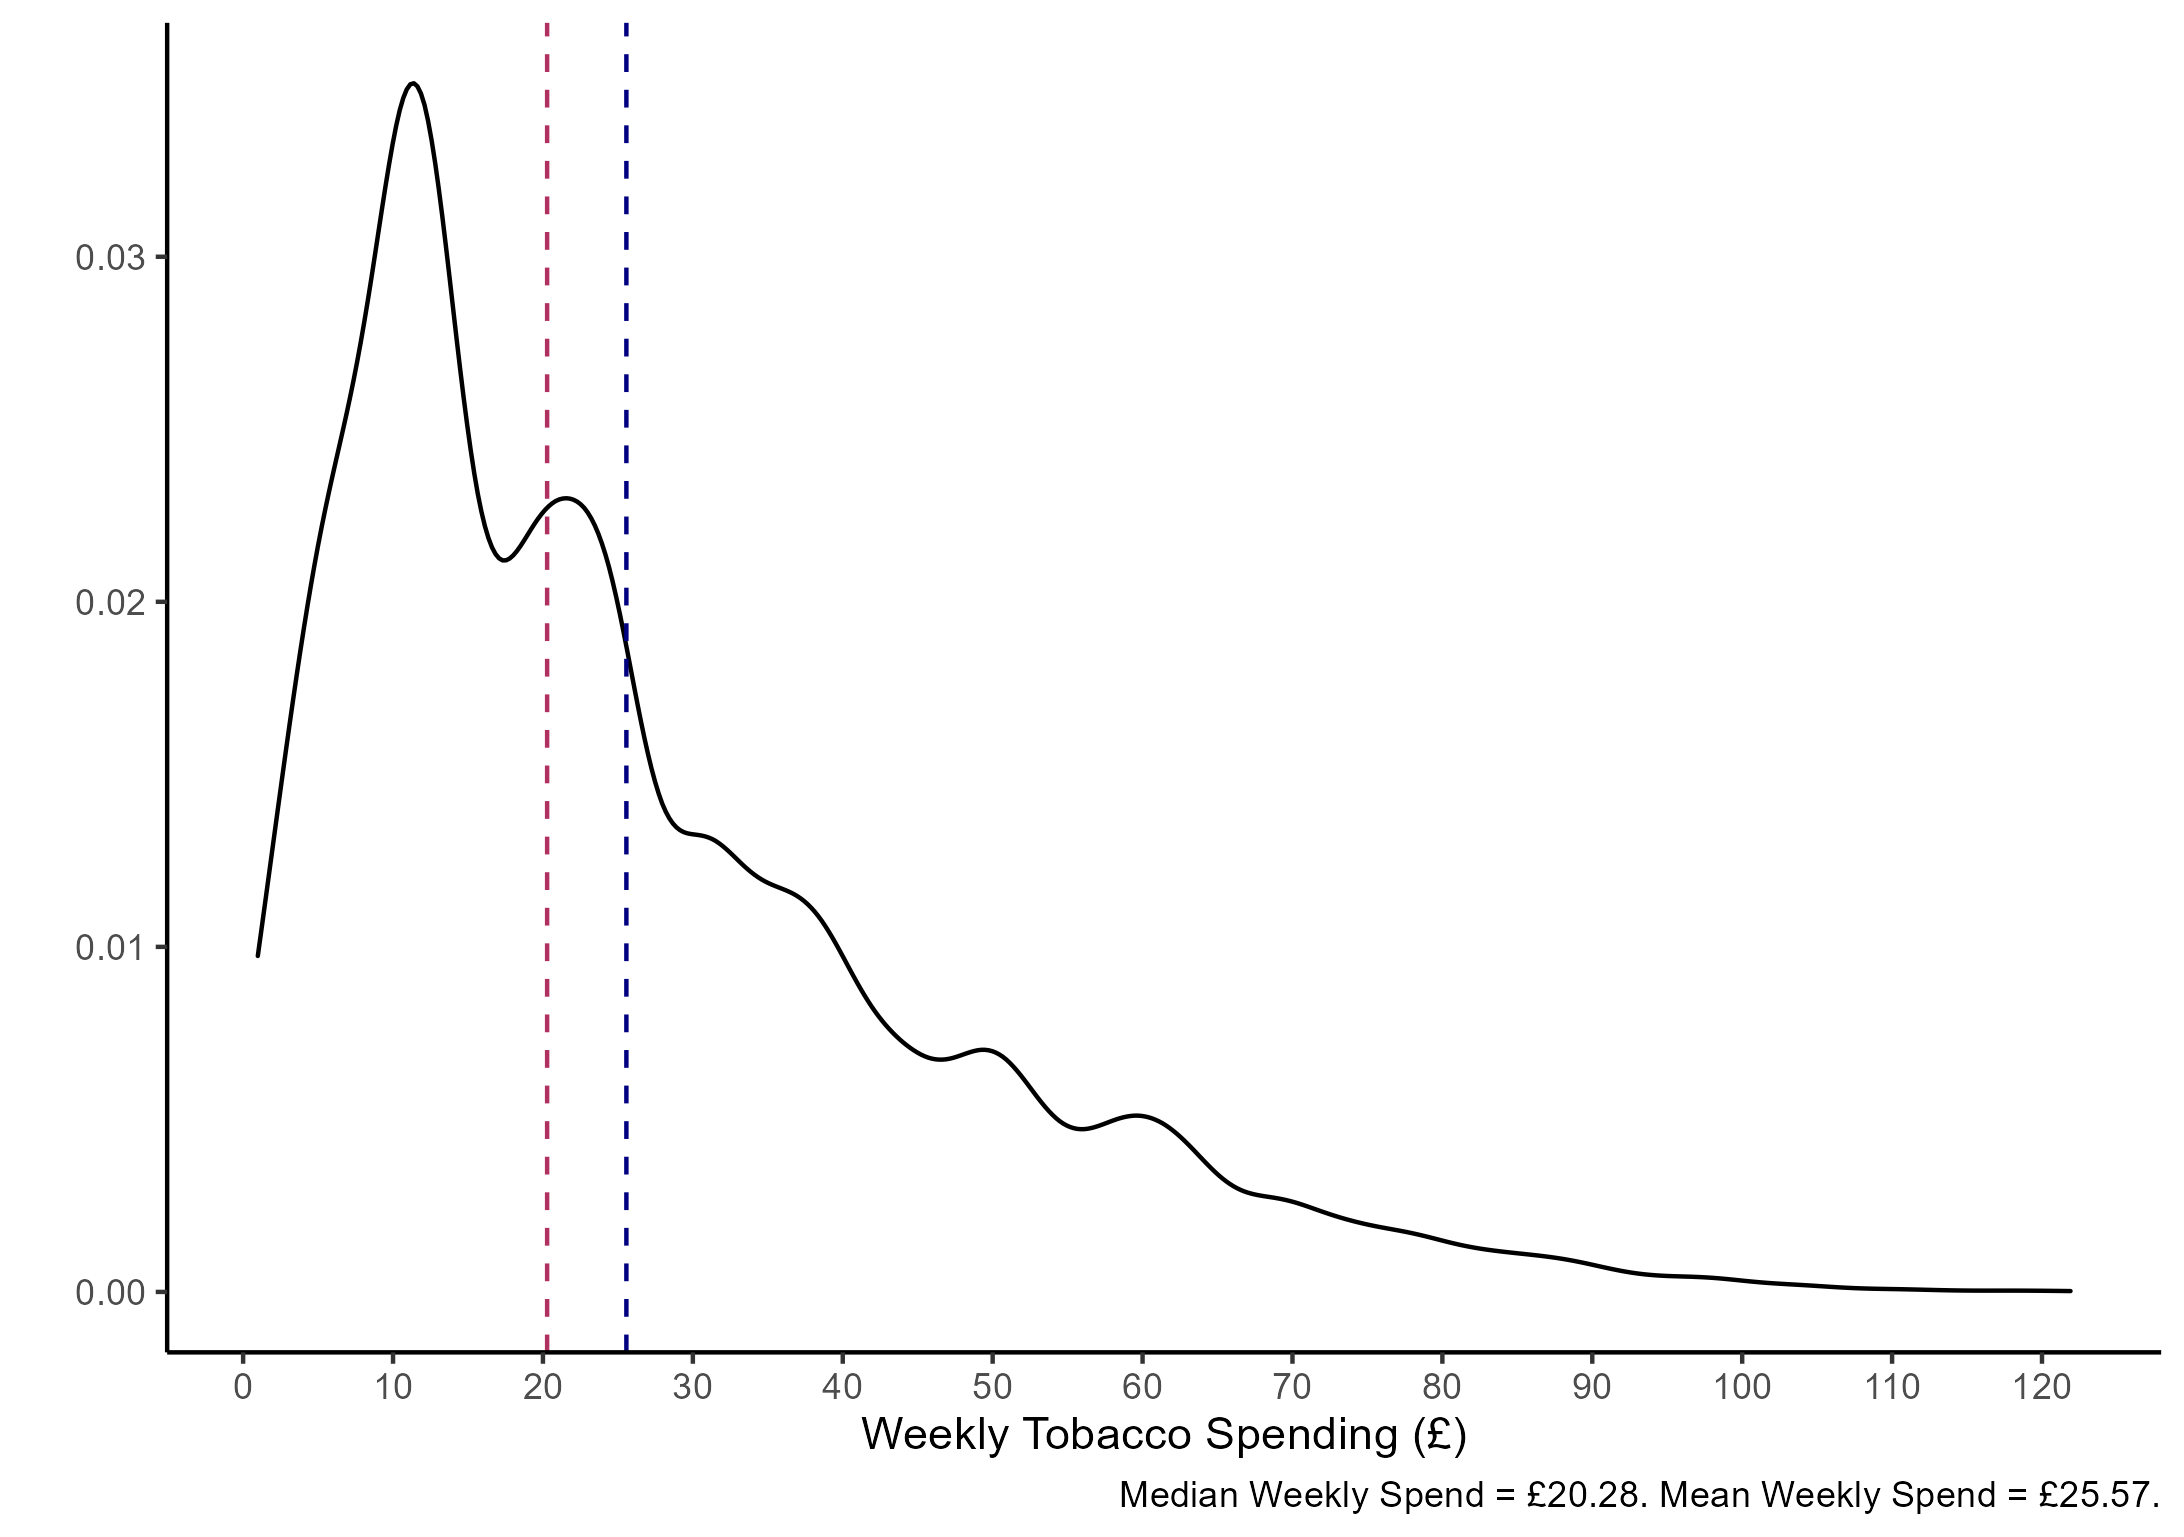 0.03
0.02
0.01
0.00
0 10 20 30 40 50 60 70 80 90 100 110 120
Weekly Tobacco Spending (£)
Median Weekly Spend = £20.28. Mean Weekly Spend = £25.57.